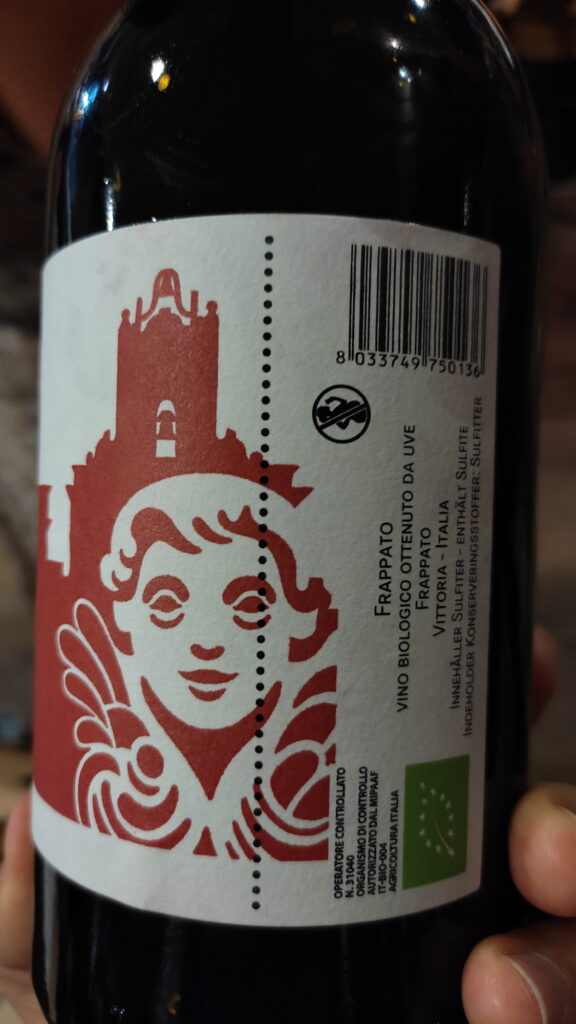 8 033749 750136
FRAPPATO
VINO BIOLOGICO OTTENUTO DA UVE
FRAPPATO
VITTORIA - ITALIA
INNEHÅLLER SULFITER - ENTHÄLT SULFITE
INDEHOLDER KONSERVERINGSSTOFFER: SULFITTER
OPERATORE CONTROLLATO
N. 31040
ORGANISMO DI CONTROLLO
AUTORIZZATO DAL MIPAAF
IT-BIO-004
AGRICOLTURA ITALIA